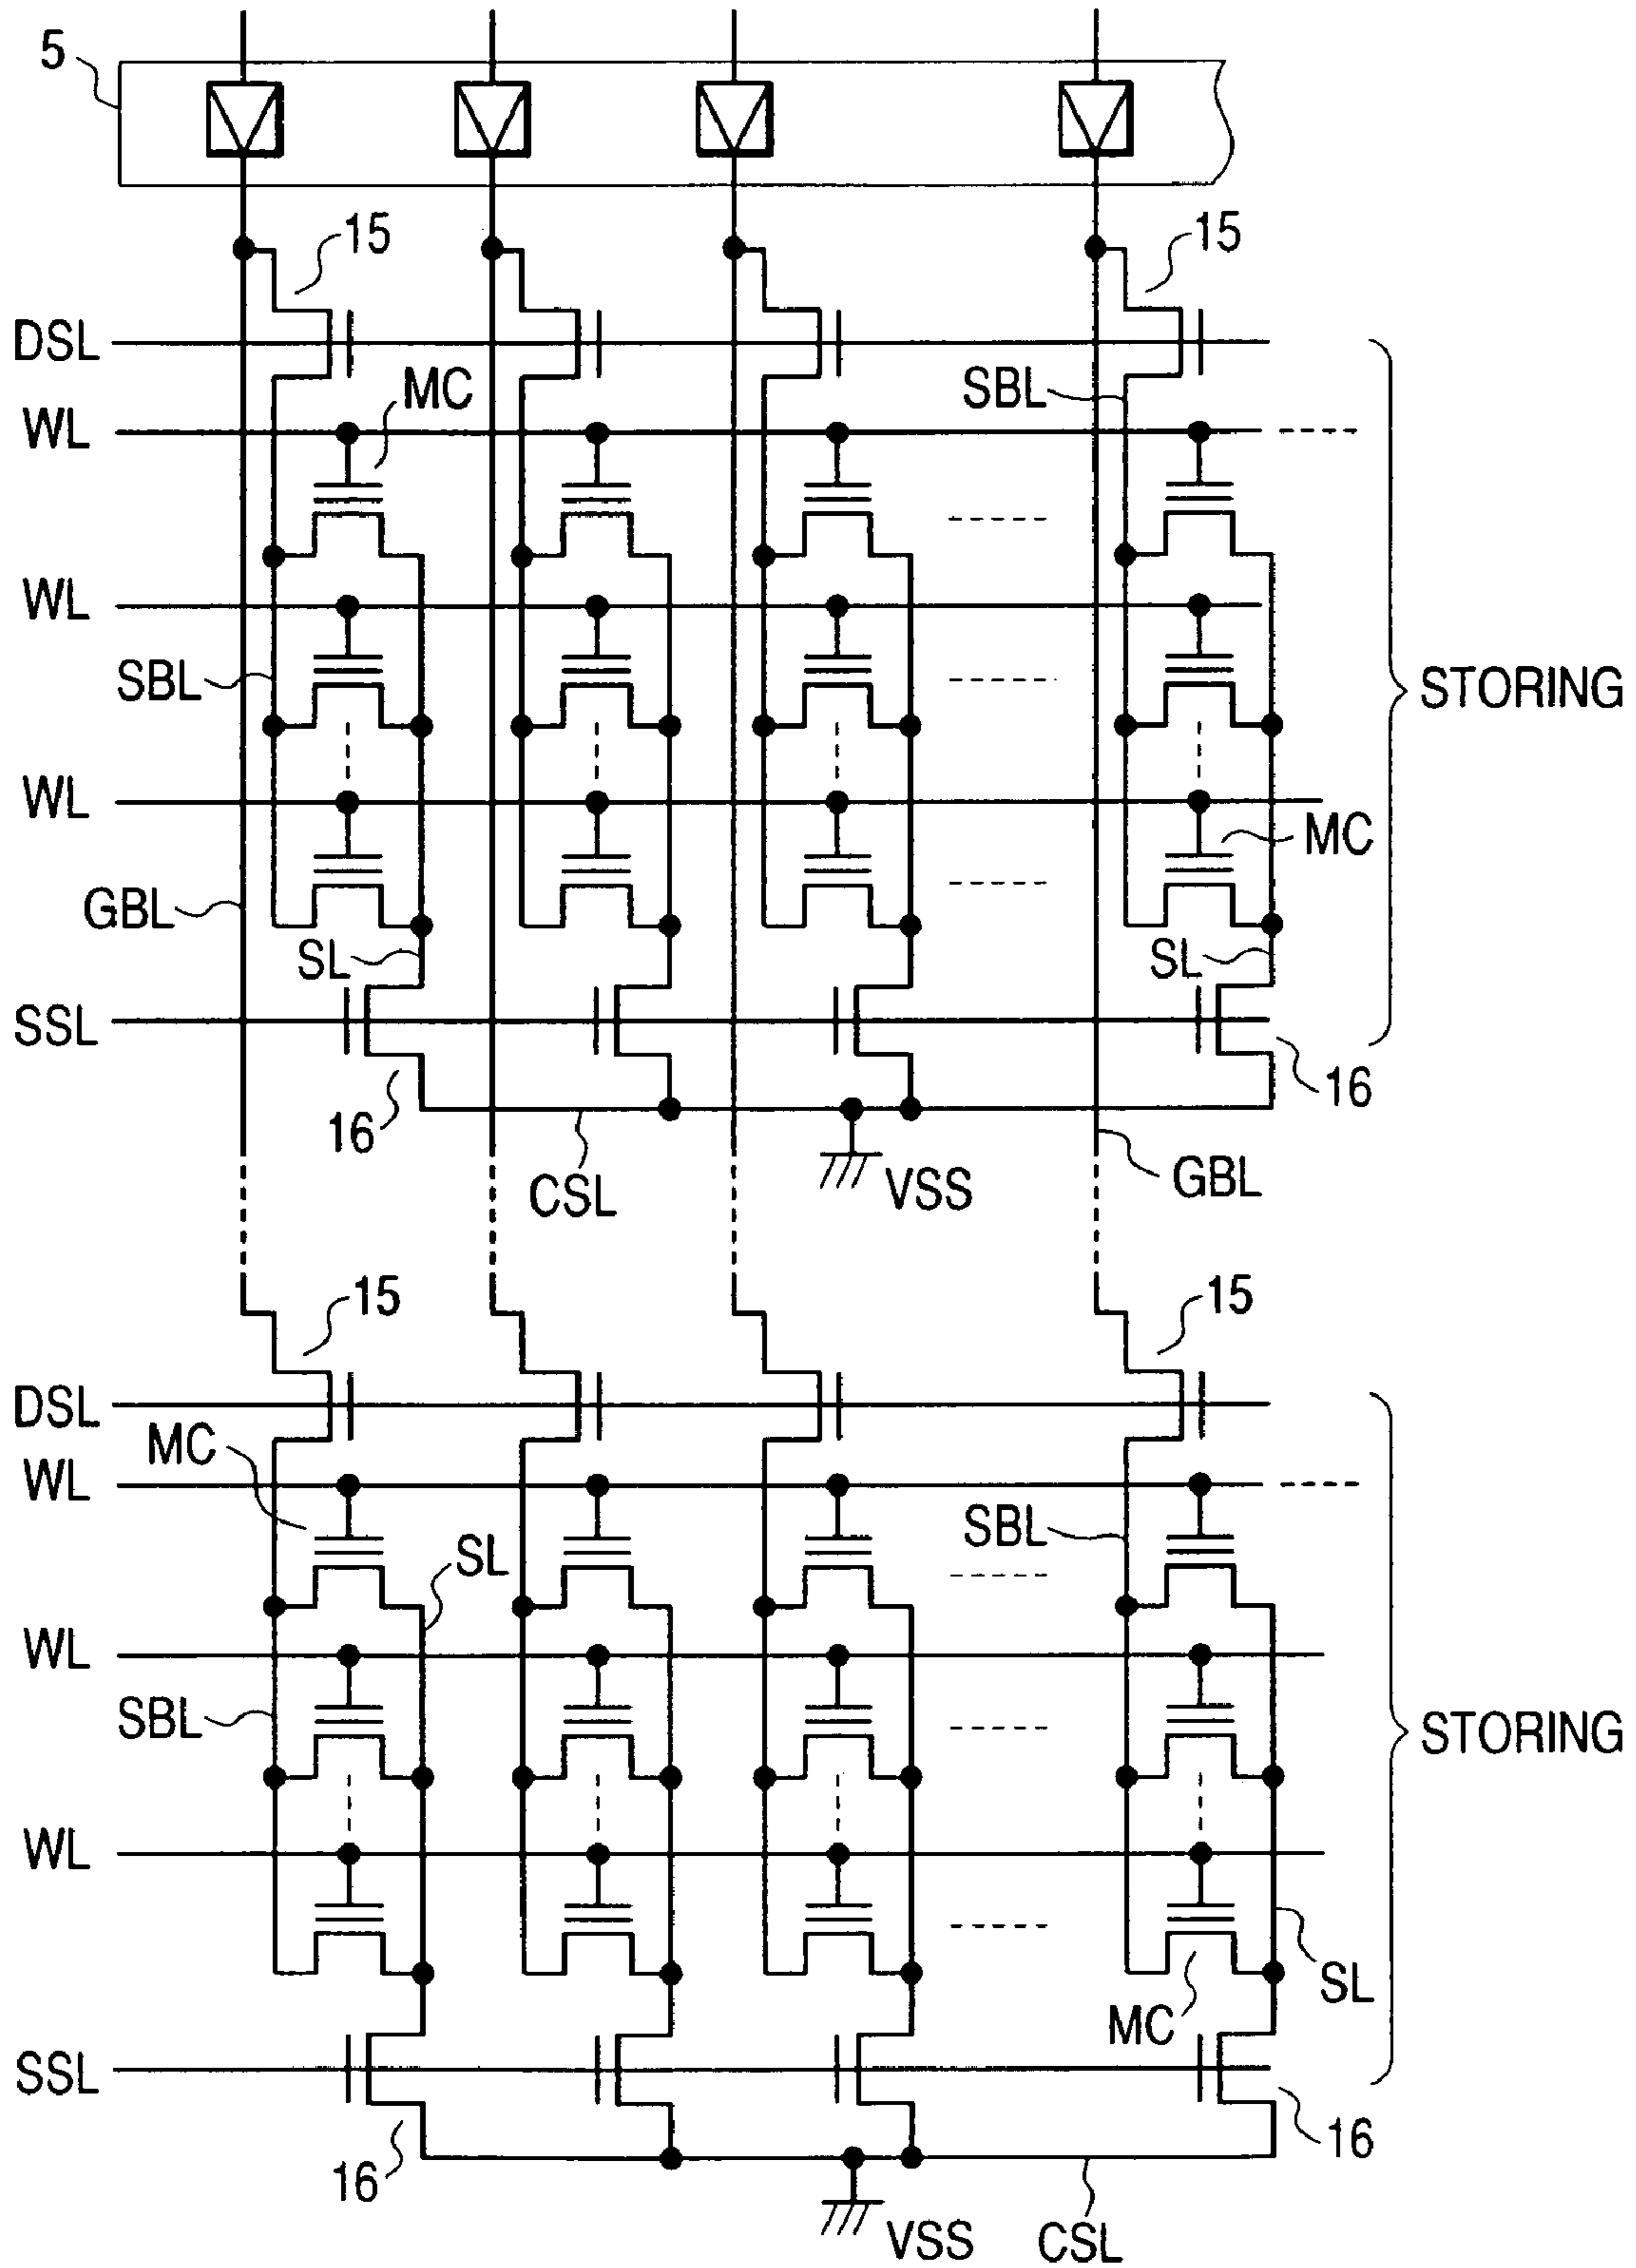 5
15 15
DSL
MC SBL
WL
WL
SBL STORING
WL
MC
GBL
SL SL
SSL
16 16
CSL VSS GBL
15 15
DSL
MC
WL
SBL
SL
WL
SBL STORING
WL
SL
MC
SSL
16 16
VSS CSL